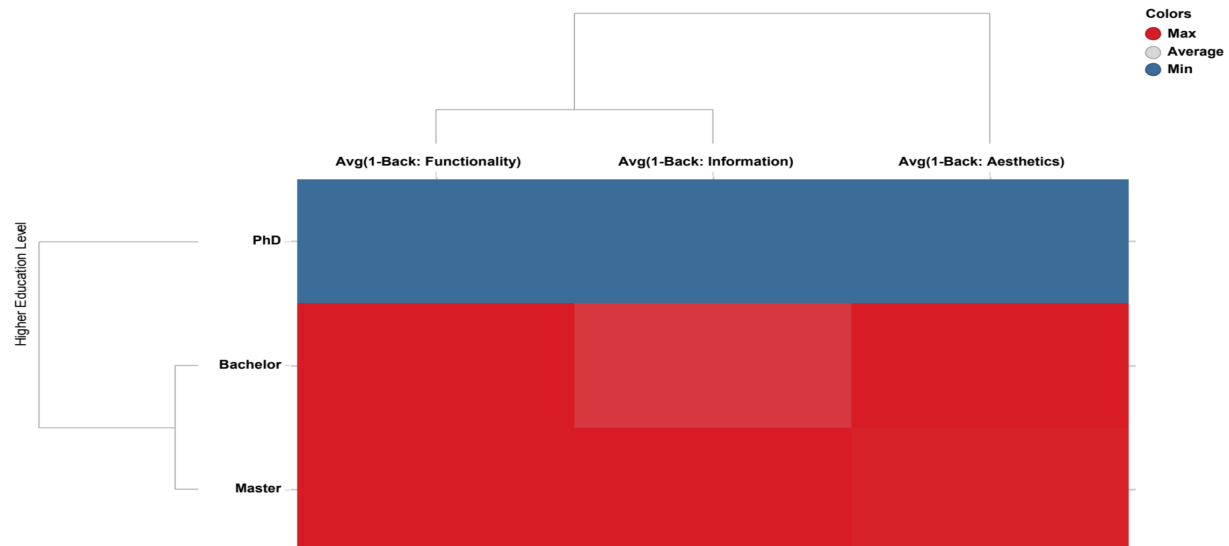 Colors
Max
Average
Min
Avg(1-Back: Functionality)
Avg(1-Back: Information)
Avg(1-Back: Aesthetics)
Higher Education Level
PhD
Bachelor
Master